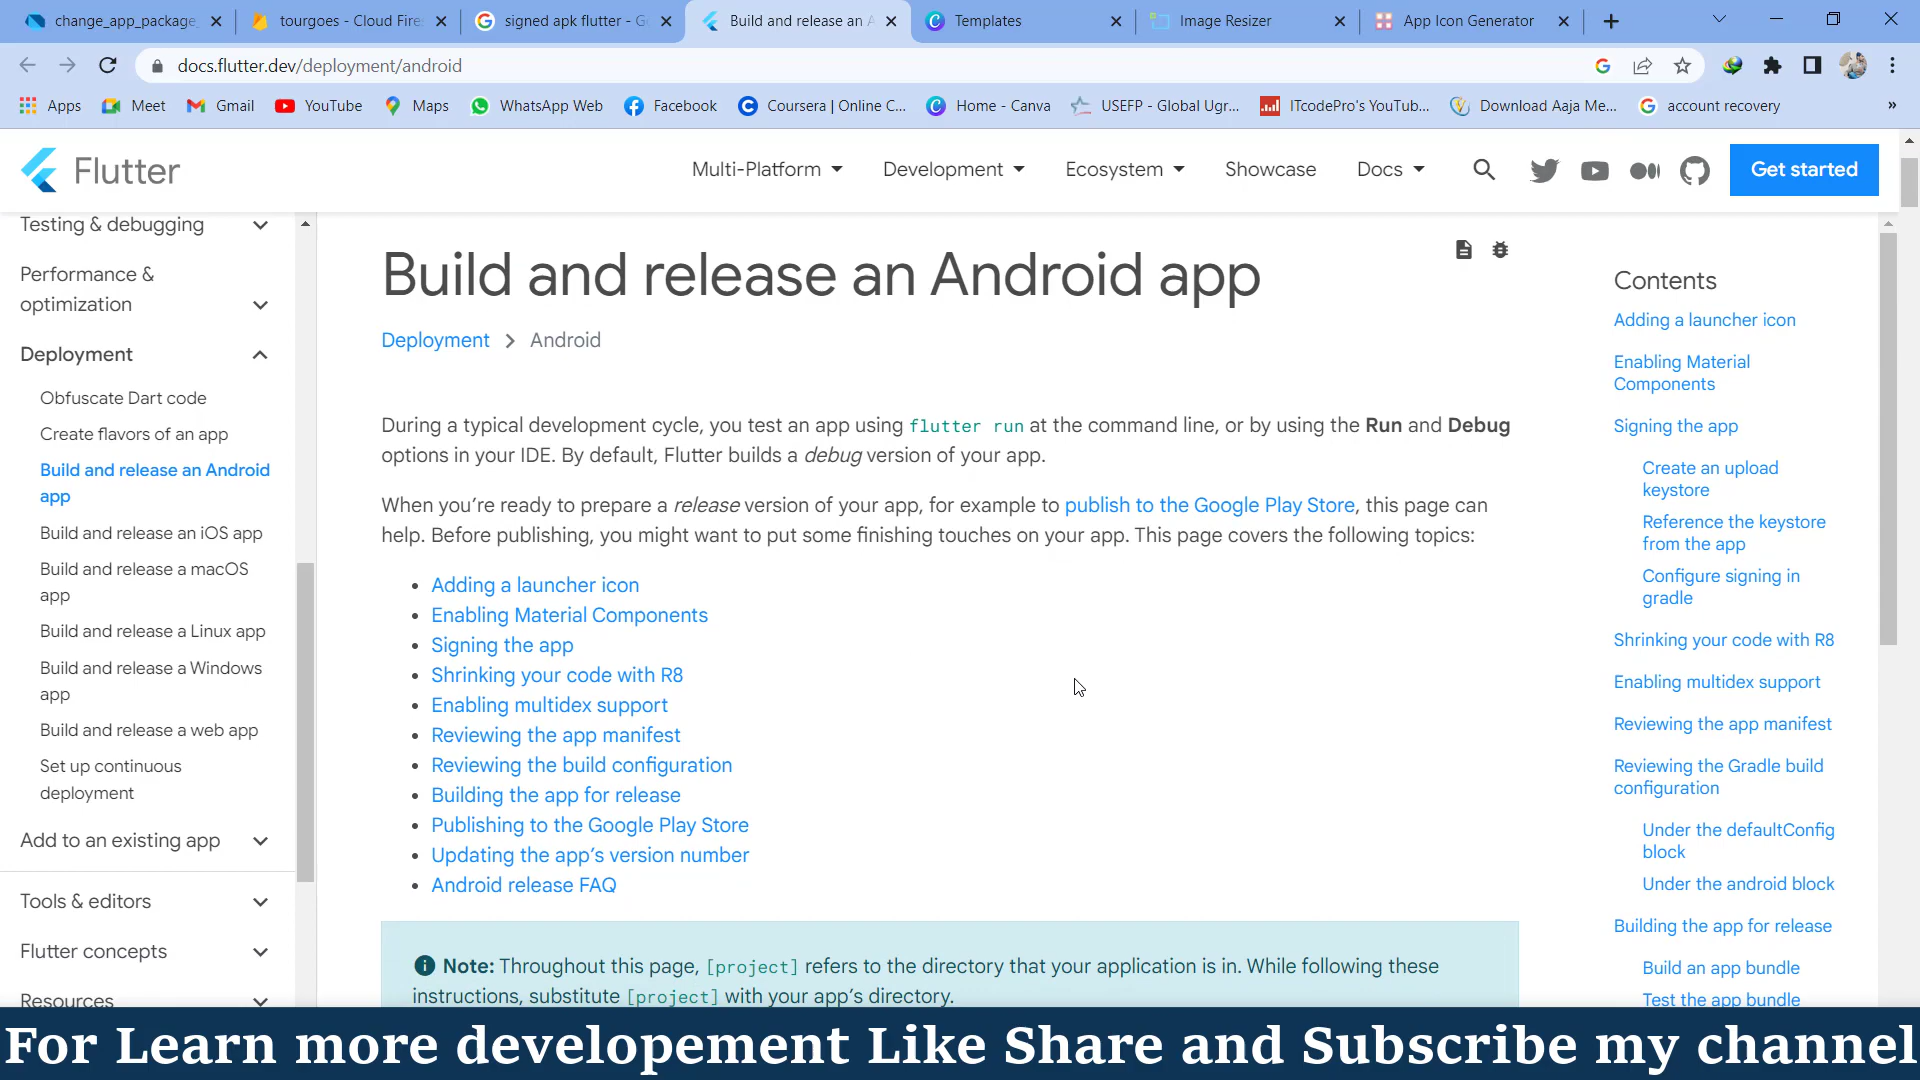 change_app_package_
tourgoes - Cloud Fire
signed apk flutter - G
Build and release an A
Templates
Image Resizer
App Icon Generator
docs.flutter.dev/deployment/android
Apps
Meet
Gmail
YouTube
Maps
WhatsApp Web
Facebook
Coursera | Online C...
Home - Canva
USEFP - Global Ugr...
ITcodePro's YouTub...
Download Aaja Me...
account recovery
»
Flutter
Multi-Platform
Development
Ecosystem
Showcase
Docs
Get started
Testing & debugging
Performance &
optimization
Deployment
Obfuscate Dart code
Create flavors of an app
Build and release an Android
app
Build and release an iOS app
Build and release a macOS
app
Build and release a Linux app
Build and release a Windows
app
Build and release a web app
Set up continuous
deployment
Add to an existing app
Tools & editors
Flutter concepts
Resources
Build and release an Android app
Deployment > Android
During a typical development cycle, you test an app using flutter run at the command line, or by using the Run and Debug
options in your IDE. By default, Flutter builds a debug version of your app.
When you're ready to prepare a release version of your app, for example to publish to the Google Play Store, this page can
help. Before publishing, you might want to put some finishing touches on your app. This page covers the following topics:
• Adding a launcher icon
• Enabling Material Components
• Signing the app
• Shrinking your code with R8
• Enabling multidex support
• Reviewing the app manifest
• Reviewing the build configuration
• Building the app for release
• Publishing to the Google Play Store
• Updating the app's version number
• Android release FAQ
Note: Throughout this page, [project] refers to the directory that your application is in. While following these
instructions, substitute [project] with your app's directory.
Contents
Adding a launcher icon
Enabling Material
Components
Signing the app
Create an upload
keystore
Reference the keystore
from the app
Configure signing in
gradle
Shrinking your code with R8
Enabling multidex support
Reviewing the app manifest
Reviewing the Gradle build
configuration
Under the defaultConfig
block
Under the android block
Building the app for release
Build an app bundle
Test the app bundle
For Learn more developement Like Share and Subscribe my channel